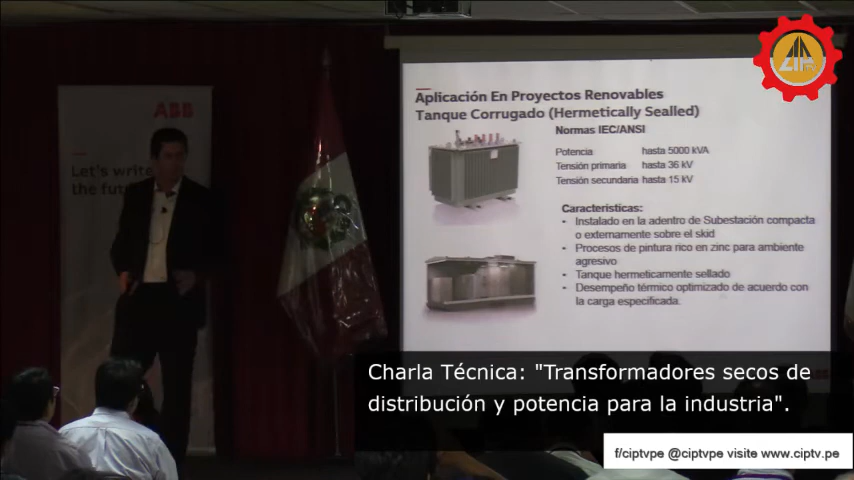 ABB
Let's write
the future
CIP
Aplicación En Proyectos Renovables
Tanque Corrugado (Hermetically Sealled)
Normas IEC/ANSI
Potencia hasta 5000 kVA
Tensión primaria hasta 36 kV
Tensión secundaria hasta 15 kV
Características:
• Instalado en la adentro de Subestación compacta
o externamente sobre el skid
• Procesos de pintura rico en zinc para ambiente
agresivo
• Tanque hermeticamente sellado
• Desempeño térmico optimizado de acuerdo con
la carga especificada.
Charla Técnica: "Transformadores secos de
distribución y potencia para la industria".
f/ciptvpe @ciptvpe visite www.ciptv.pe